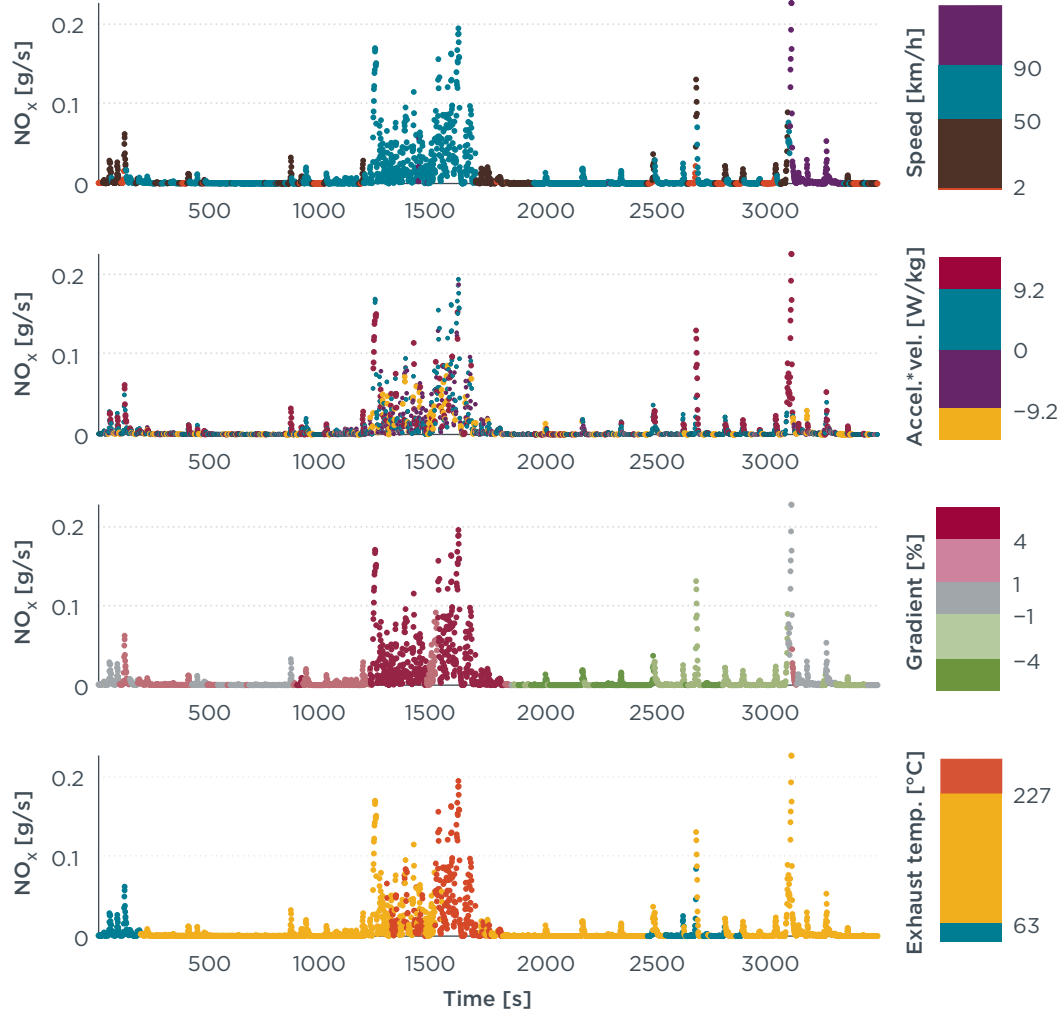 0.2
0.1
0
NOₓ [g/s]
500 1000 1500 2000 2500 3000
Speed [km/h]
90
50
2
0.2
0.1
0
NOₓ [g/s]
500 1000 1500 2000 2500 3000
Accel.*vel. [W/kg]
9.2
0
−9.2
0.2
0.1
0
NOₓ [g/s]
500 1000 1500 2000 2500 3000
Gradient [%]
4
1
−1
−4
0.2
0.1
0
NOₓ [g/s]
500 1000 1500 2000 2500 3000
Exhaust temp. [°C]
227
63
Time [s]